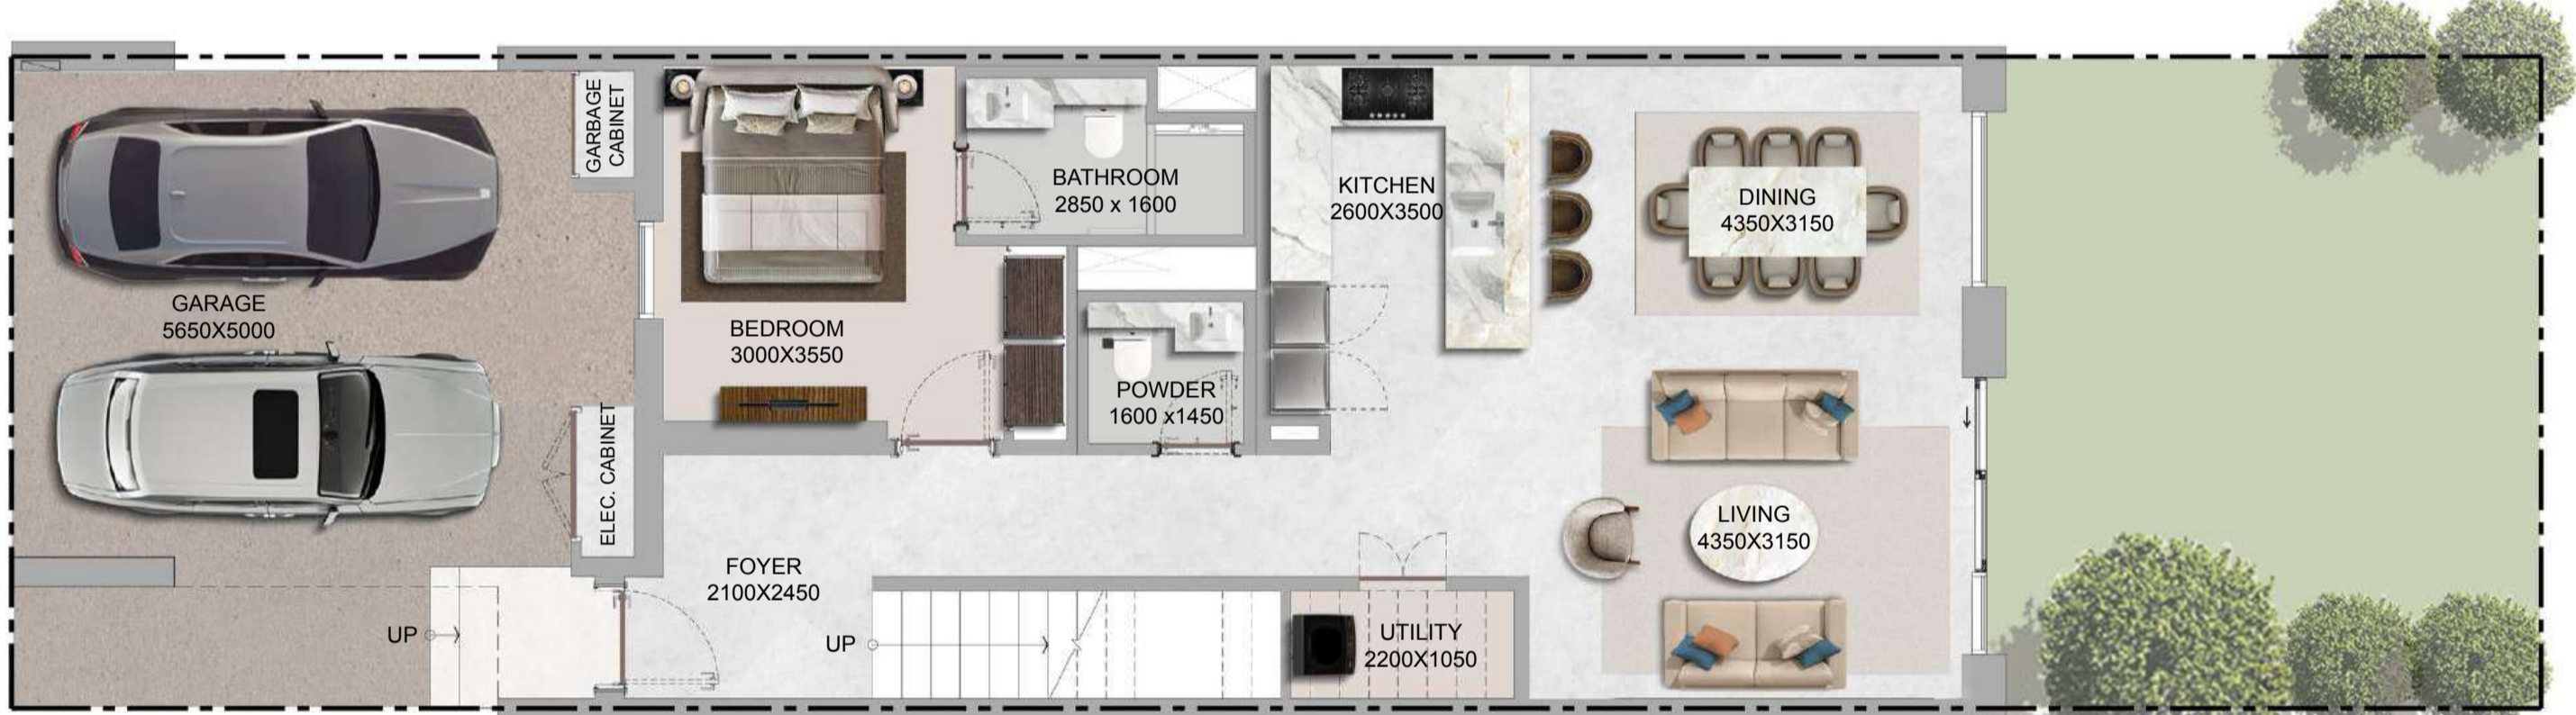 GARAGE
5650X5000
GARBAGE
CABINET
ELEC. CABINET
UP
BEDROOM
3000X3550
BATHROOM
2850 x 1600
POWDER
1600 x1450
FOYER
2100X2450
UP
KITCHEN
2600X3500
UTILITY
2200X1050
DINING
4350X3150
LIVING
4350X3150